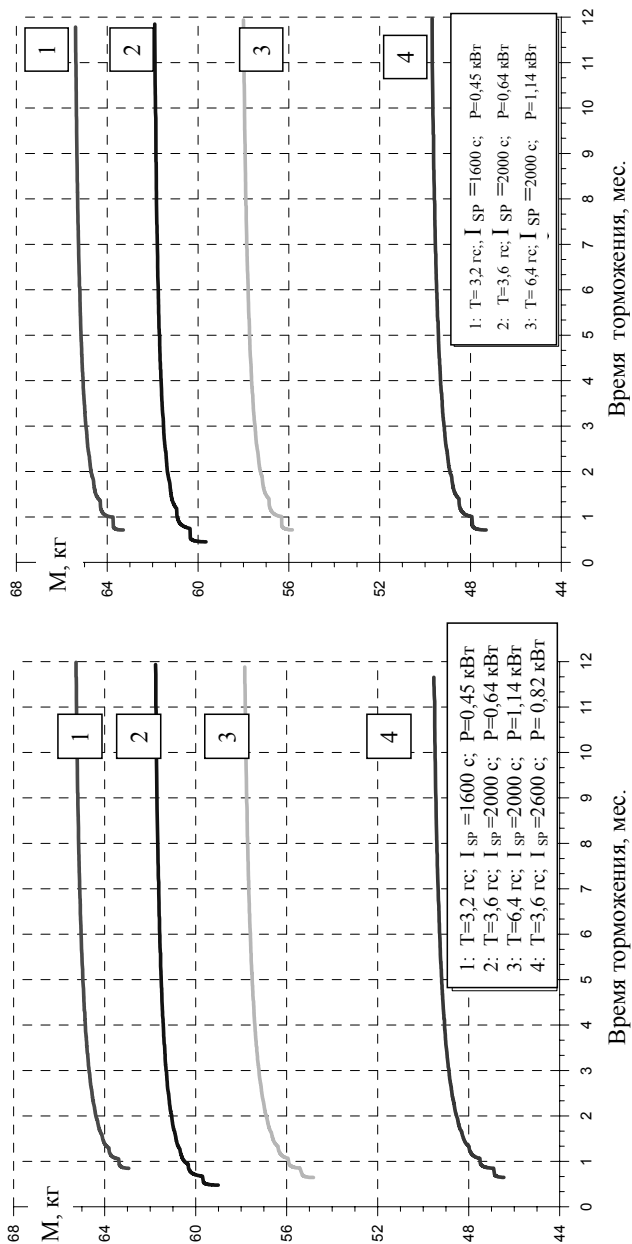 68
64
60
56
52
48
44
М, кг
1
2
3
4
1: Т=3,2 гс; I SP =1600 с; Р=0,45 кВт
2: Т=3,6 гс; I SP =2000 с; Р=0,64 кВт
3: Т=6,4 гс; I SP =2000 с; Р=1,14 кВт
4: Т=3,6 гс; I SP =2600 с; Р= 0,82 кВт
0 1 2 3 4 5 6 7 8 9 10 11 12
Время торможения, мес.
68
64
60
56
52
48
44
М, кг
1
2
3
4
1: Т= 3,2 гс,; I SP =1600 с; Р=0,45 кВт
2: Т=3,6 гс; I SP =2000 с; Р=0,64 кВт
3: Т= 6,4 гс; I SP =2000 с; Р=1,14 кВт
0 1 2 3 4 5 6 7 8 9 10 11 12
Время торможения, мес.